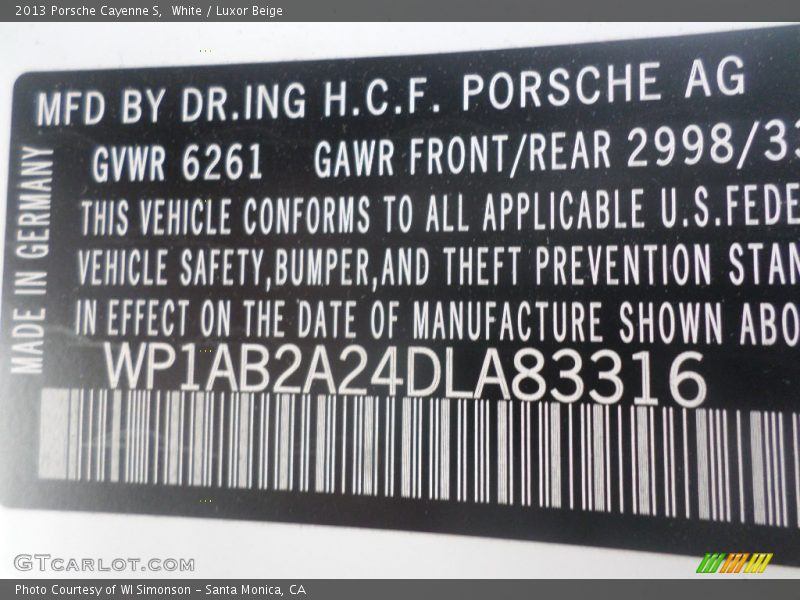 2013 Porsche Cayenne S,  White / Luxor Beige
MFD BY DR.ING H.C.F. PORSCHE AG
GVWR 6261 GAWR FRONT/REAR 2998/33
THIS VEHICLE CONFORMS TO ALL APPLICABLE U.S.FEDE
VEHICLE SAFETY,BUMPER,AND THEFT PREVENTION STAN
IN EFFECT ON THE DATE OF MANUFACTURE SHOWN ABO
WP1AB2A24DLA83316
MADE IN GERMANY
GTCARLOT.COM
Photo Courtesy of WI Simonson - Santa Monica, CA